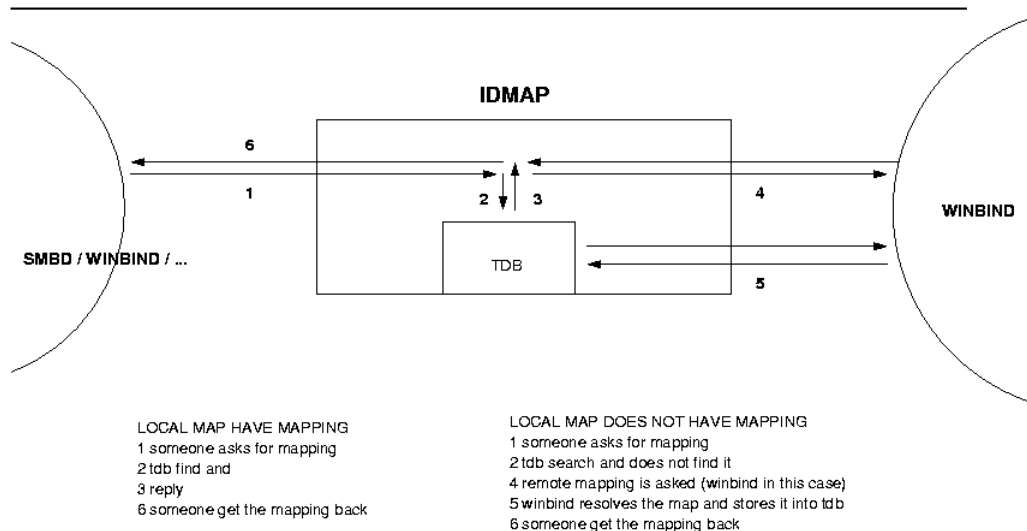 IDMAP
6
1
2
3
4
WINBIND
SMBD / WINBIND / ...
TDB
5
LOCAL MAP HAVE MAPPING
1 someone asks for mapping
2 tdb find and
3 reply
6 someone get the mapping back
LOCAL MAP DOES NOT HAVE MAPPING
1 someone asks for mapping
2 tdb search and does not find it
4 remote mapping is asked (winbind in this case)
5 winbind resolves the map and stores it into tdb
6 someone get the mapping back